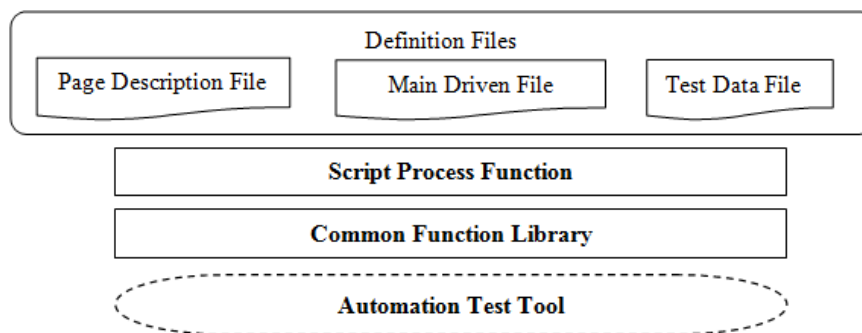 Definition Files
Page Description File
Main Driven File
Test Data File
Script Process Function
Common Function Library
Automation Test Tool